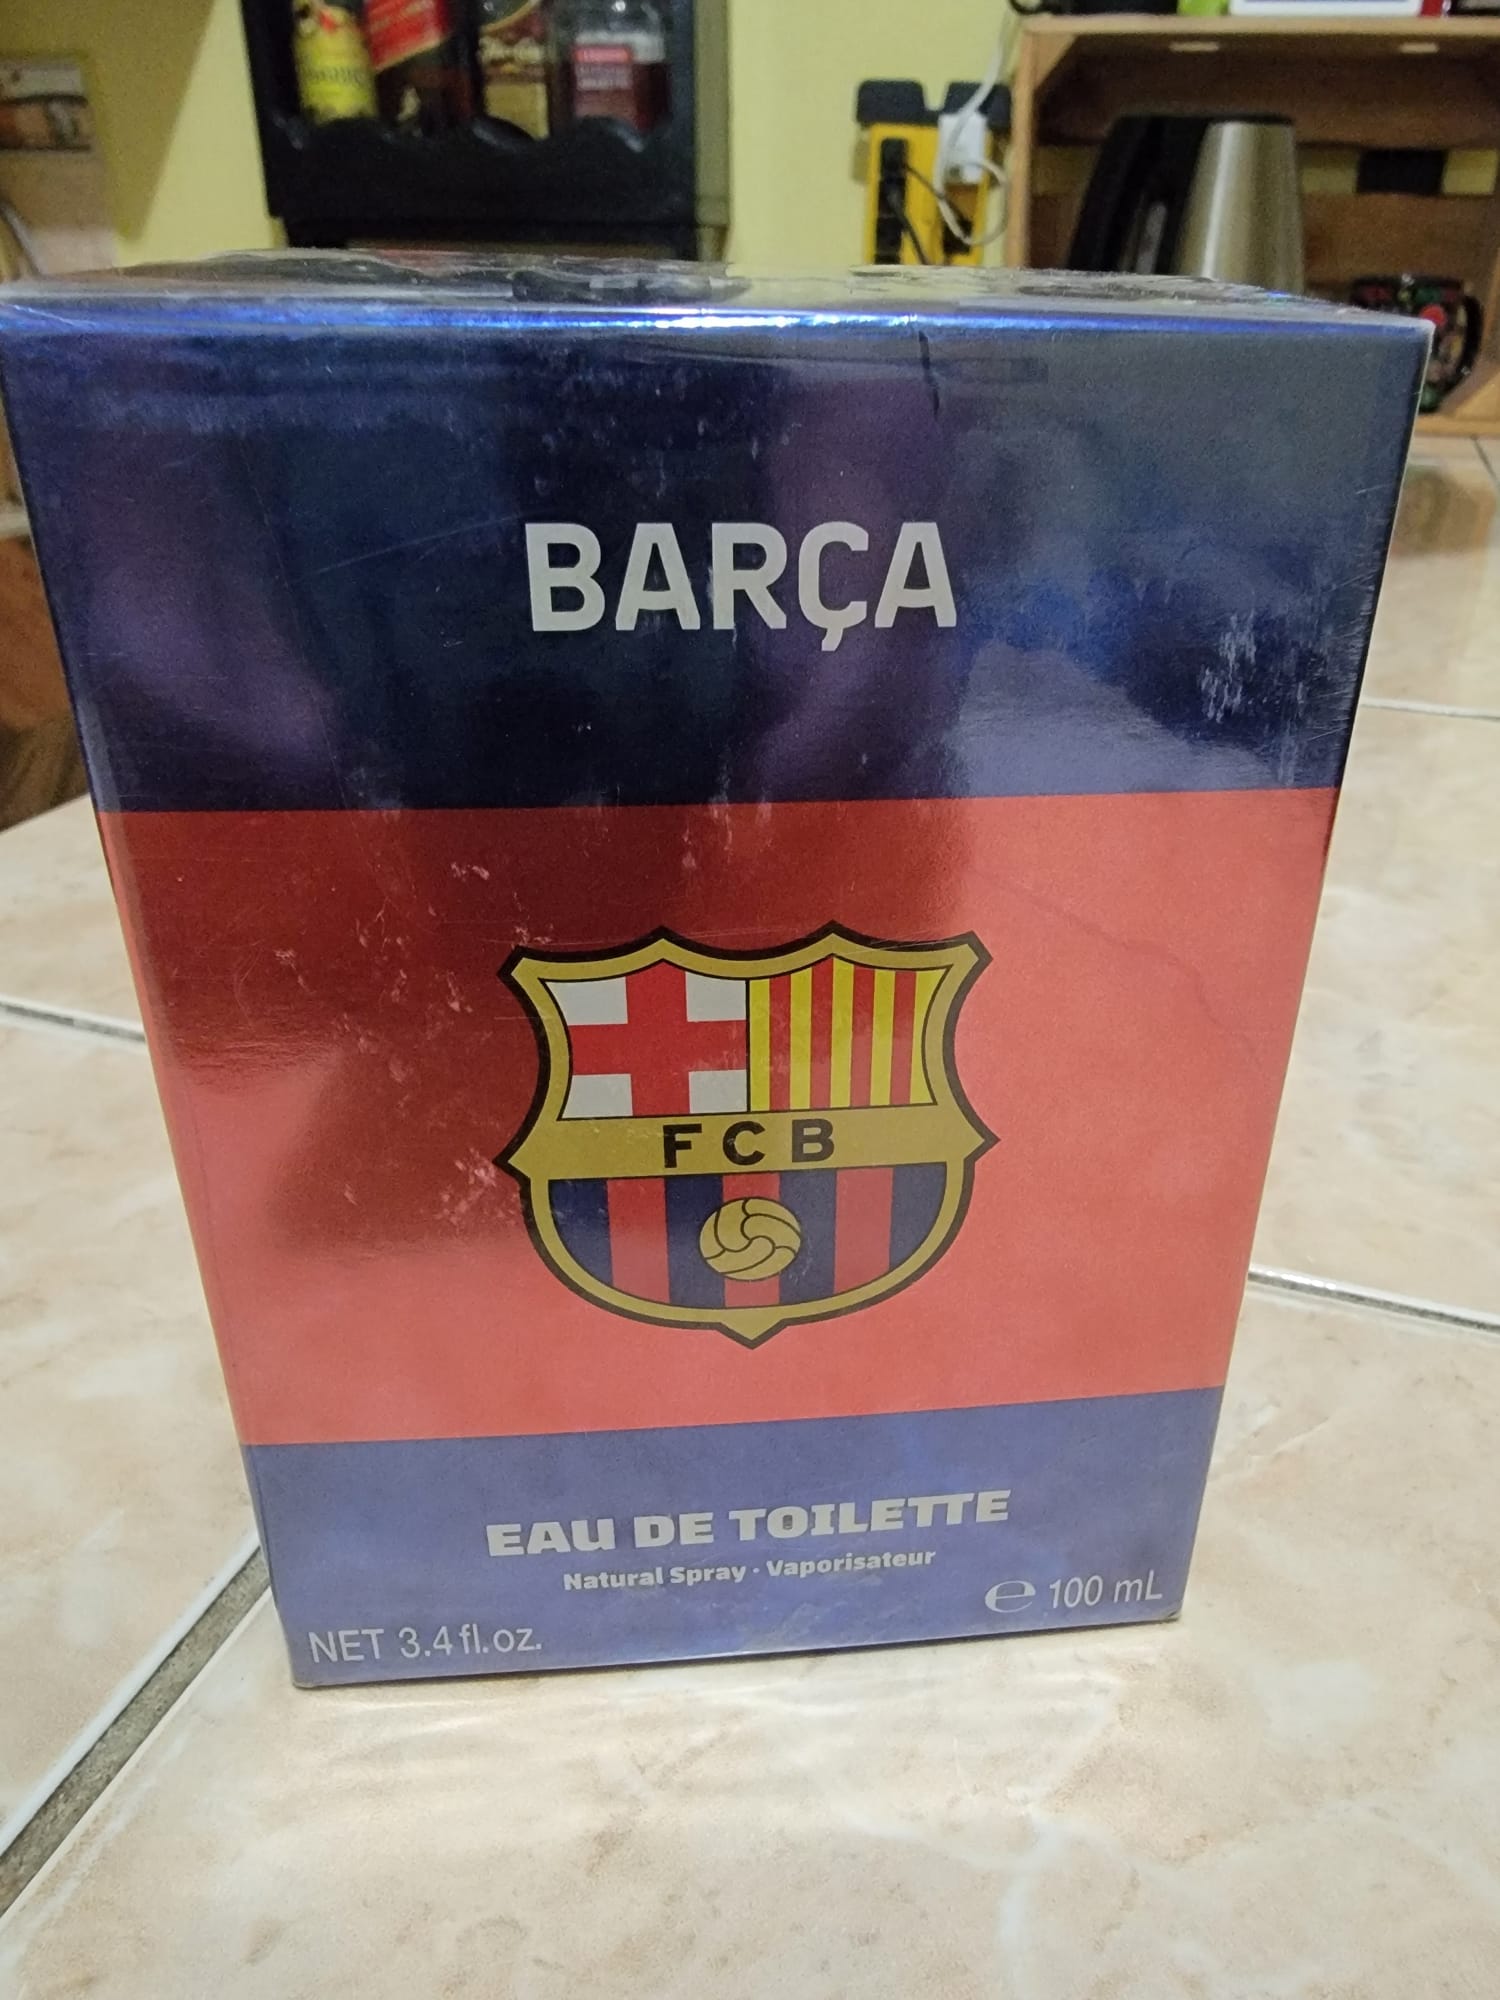 BARÇA
FCB
EAU DE TOILETTE
Natural Spray · Vaporisateur
℮ 100 mL
NET 3.4 fl.oz.